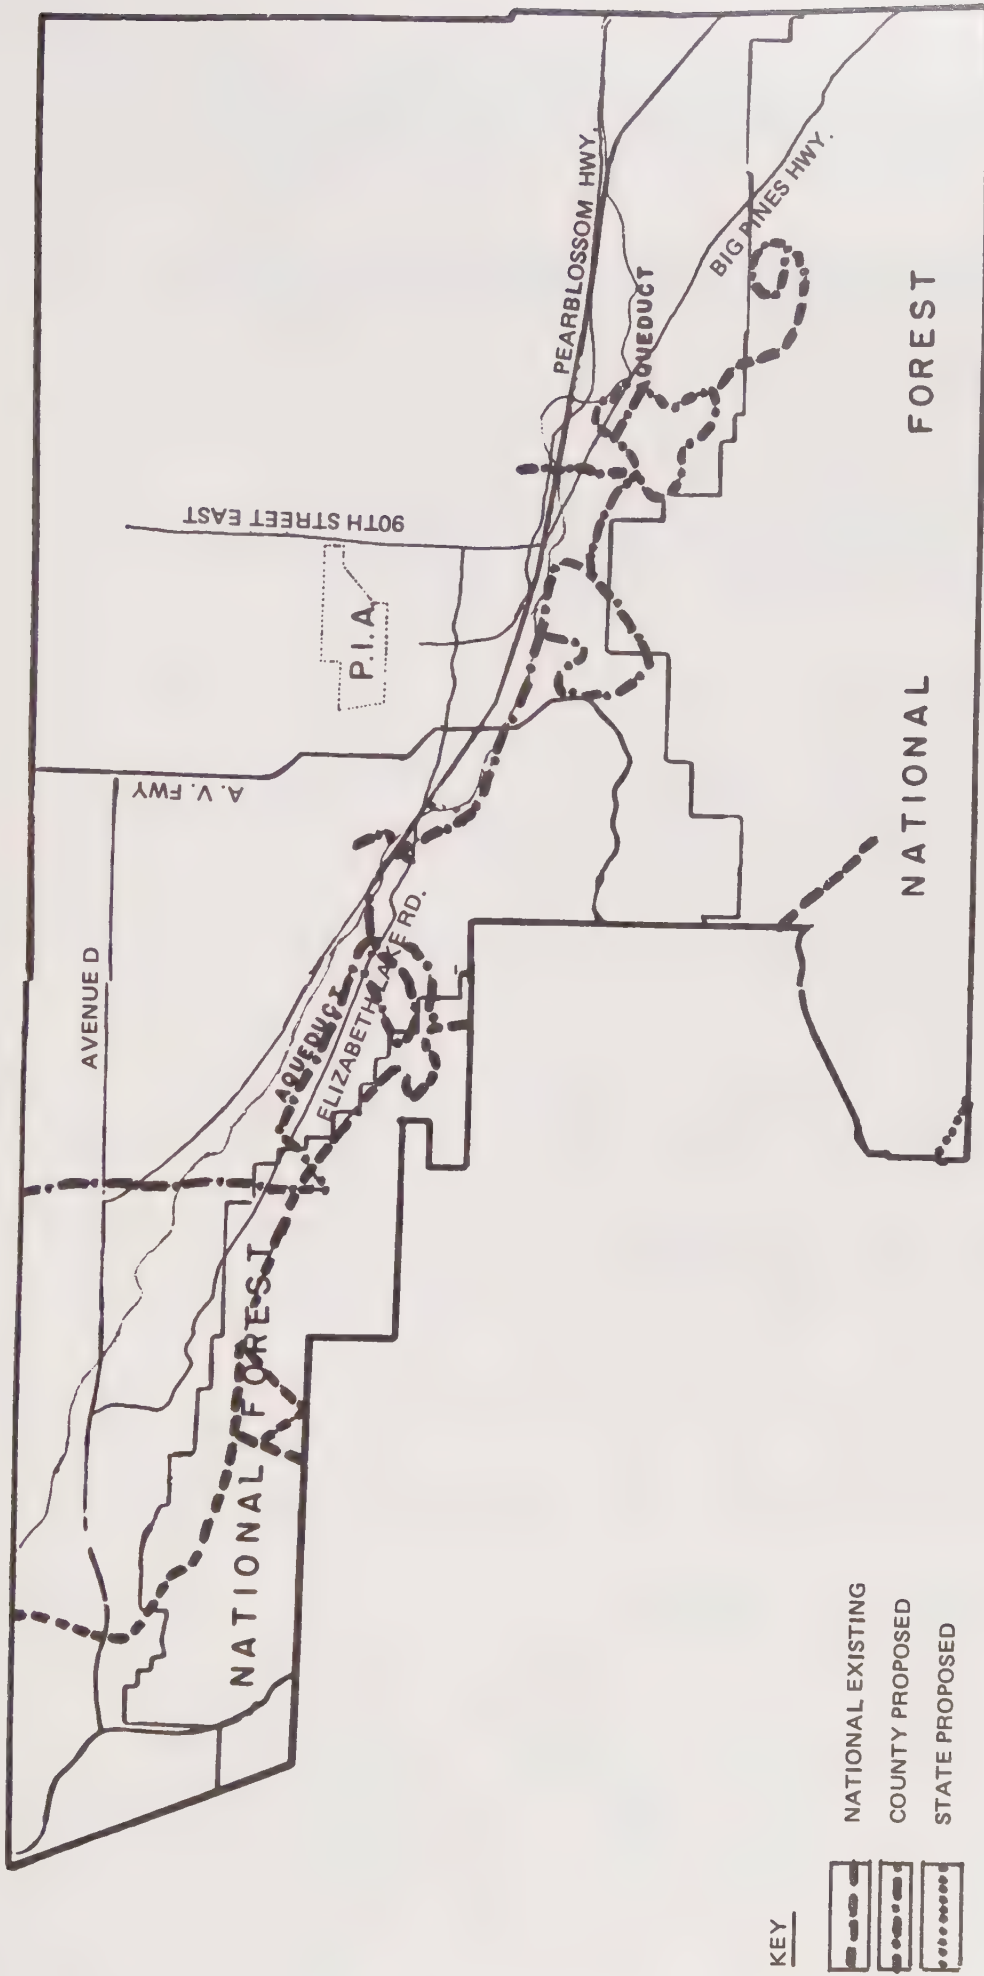 AVENUE D
A. V. FWY
90TH STREET EAST
P.I.A.
PEARBLOSSOM HWY.
BIG PINES HWY.
QUEDUCT
AQUEDUCT
ELIZABETH LAKE RD.
NATIONAL FOREST
NATIONAL FOREST
KEY
NATIONAL EXISTING
COUNTY PROPOSED
STATE PROPOSED